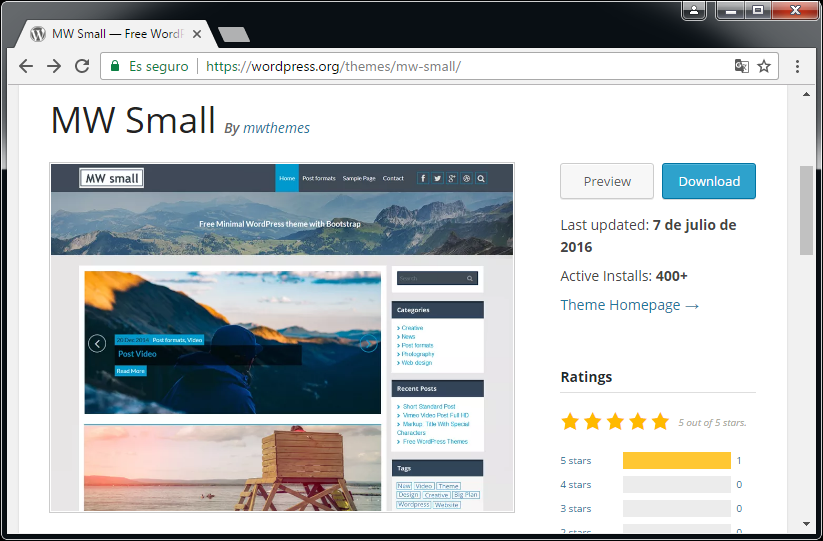 MW Small — Free WordP
Es seguro
https://wordpress.org/themes/mw-small/
MW Small By mwthemes
MW small
Home Post formats Sample Page Contact
Free Minimal WordPress theme with Bootstrap
20 Dec 2014 Post formats, Video
Post Video
Read More
Search
Categories
Creative
News
Post formats
Photography
Web design
Recent Posts
Short Standard Post
Vimeo Video Post Full HD
Markup: Title With Special
Characters
Free WordPress Themes
Tags
New Video Theme
Design Creative Big Plan
Wordpress Website
Preview Download
Last updated: 7 de julio de
2016
Active Installs: 400+
Theme Homepage →
Ratings
5 out of 5 stars.
5 stars 1
4 stars 0
3 stars 0
2 stars 0